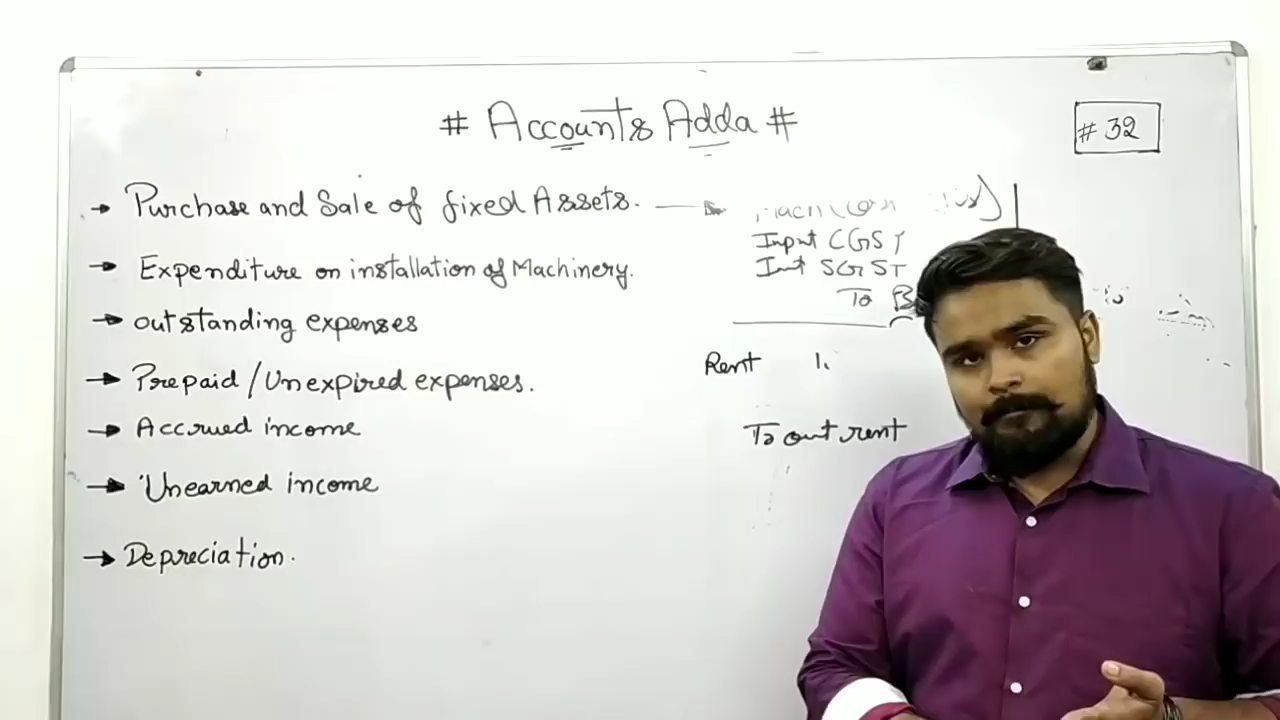 # Accounts Adda #
# 32
→ Purchase and Sale of fixed Assets. →
Input CGST
Input SGST
To
→ Expenditure on installation of Machinery.
→ outstanding expenses
→ Prepaid / Unexpired expenses.
Rent
→ Accrued income
To out rent
→ Unearned income
→ Depreciation.